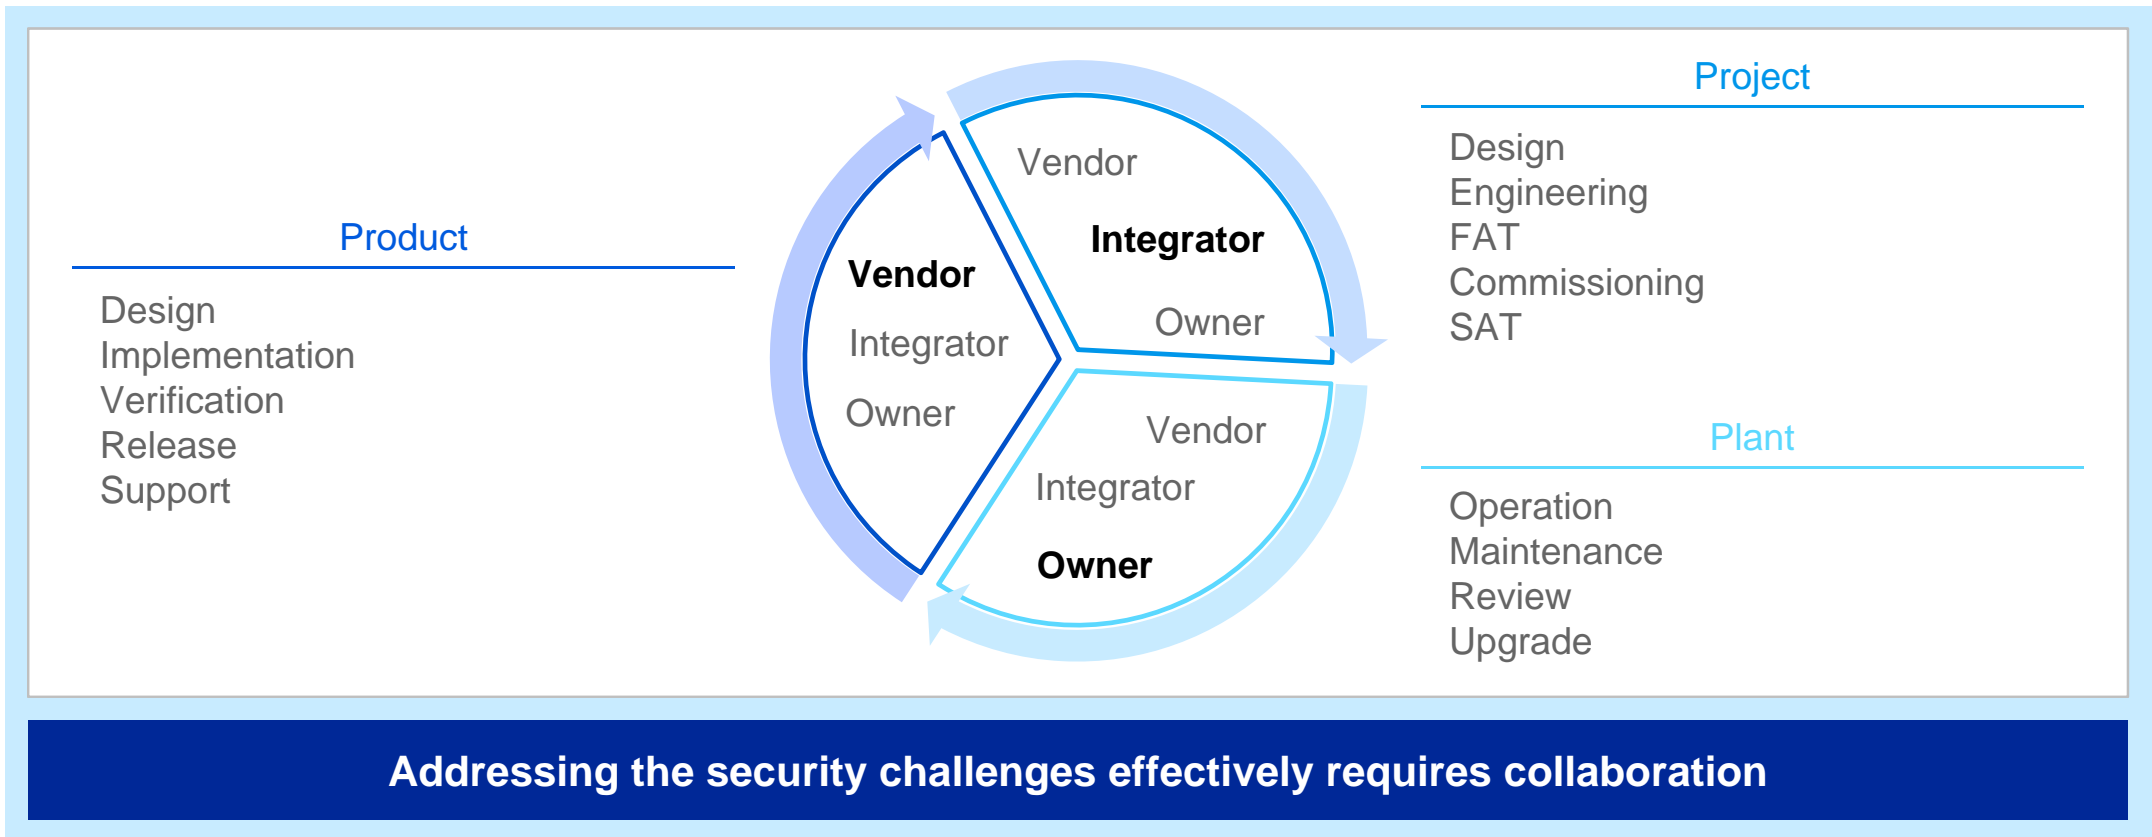 Product
Design
Implementation
Verification
Release
Support
Vendor
Integrator
Owner
Vendor
Integrator
Owner
Vendor
Integrator
Owner
Project
Design
Engineering
FAT
Commissioning
SAT
Plant
Operation
Maintenance
Review
Upgrade
Addressing the security challenges effectively requires collaboration